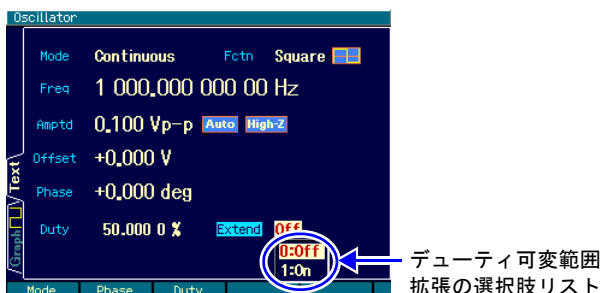 Oscillator
Mode Continuous Fctn Square
Freq 1 000.000 000 00 Hz
Amptd 0.100 Vp-p Auto High-Z
Offset +0.000 V
Phase +0.000 deg
Duty 50.000 0 % Extend Off
0:Off
1:On
Text
Graph
Mode Phase Duty
デューティ可変範囲
拡張の選択肢リスト